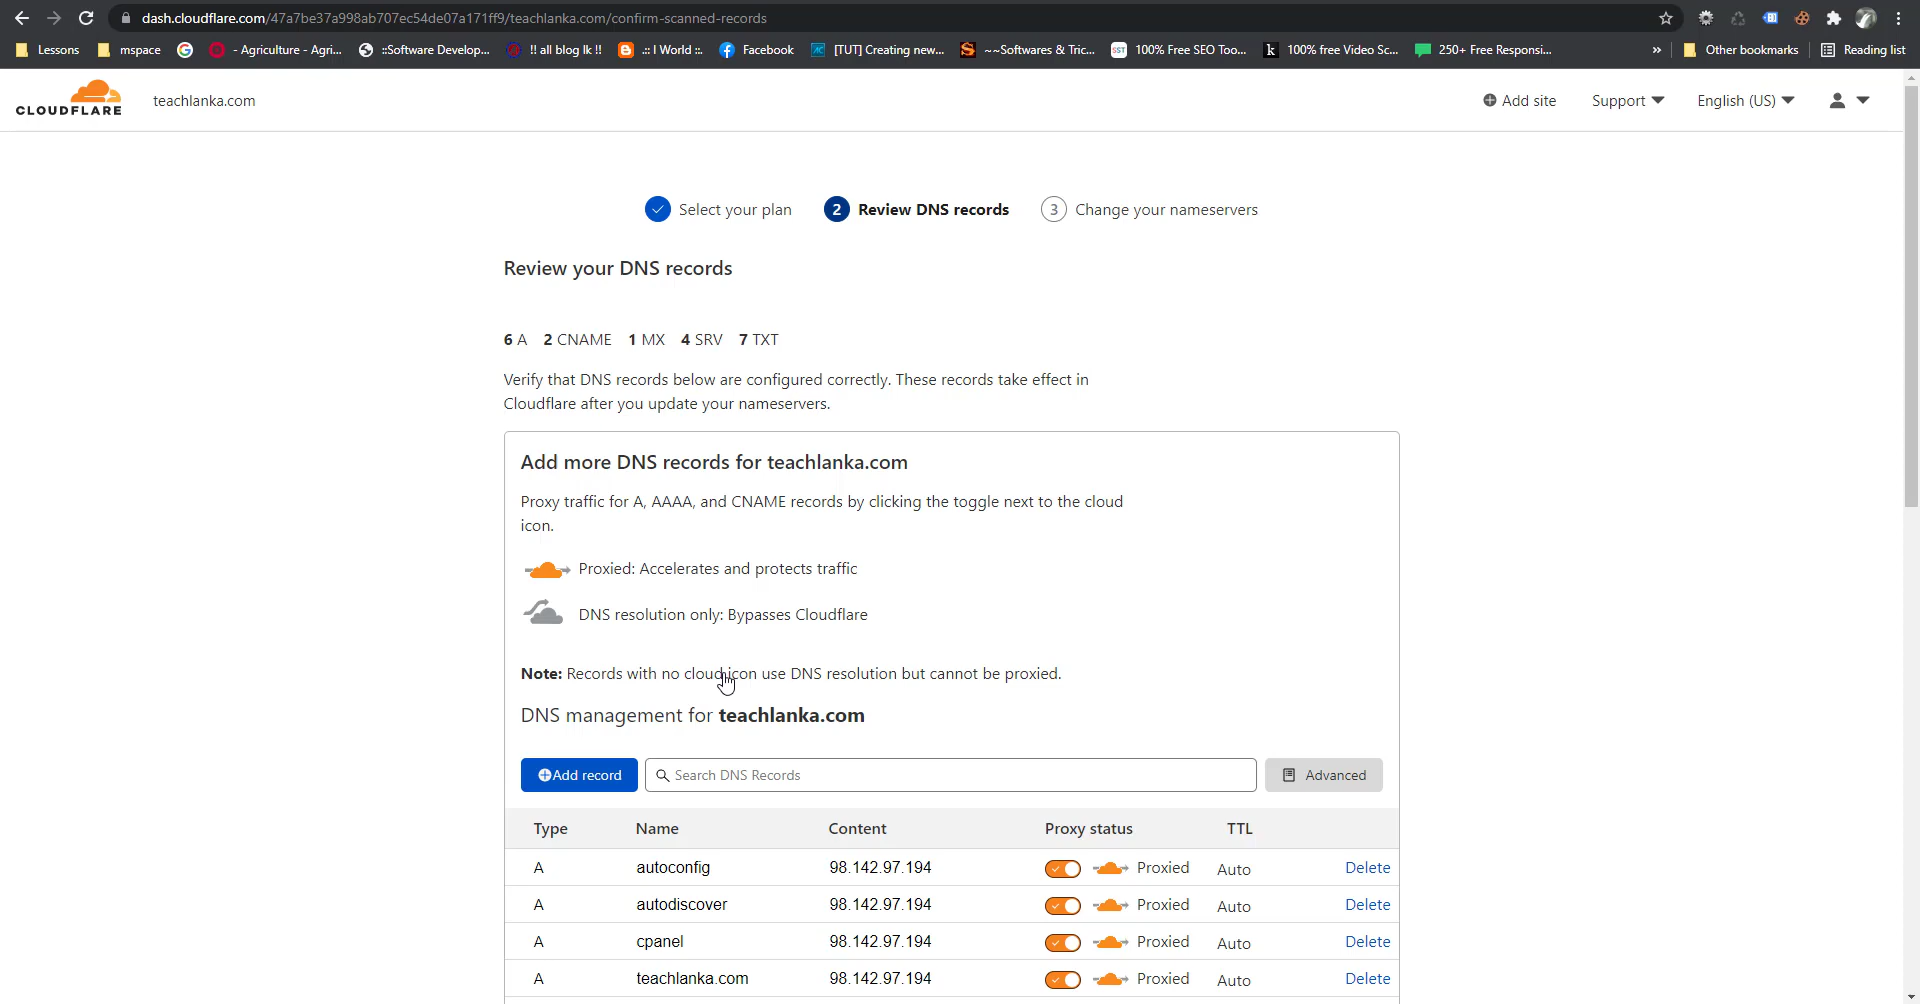 dash.cloudflare.com/47a7be37a998ab707ec54de07a171ff9/teachlanka.com/confirm-scanned-records
Lessons
mspace
- Agriculture - Agri...
::Software Develop...
!! all blog lk !!
.:: I World ::.
Facebook
[TUT] Creating new...
~~Softwares & Tric...
100% Free SEO Too...
100% free Video Sc...
250+ Free Responsi...
»
Other bookmarks
Reading list
CLOUDFLARE
teachlanka.com
Add site
Support
English (US)
Select your plan
2 Review DNS records
3 Change your nameservers
Review your DNS records
6 A 2 CNAME 1 MX 4 SRV 7 TXT
Verify that DNS records below are configured correctly. These records take effect in
Cloudflare after you update your nameservers.
Add more DNS records for teachlanka.com
Proxy traffic for A, AAAA, and CNAME records by clicking the toggle next to the cloud
icon.
Proxied: Accelerates and protects traffic
DNS resolution only: Bypasses Cloudflare
Note: Records with no cloud icon use DNS resolution but cannot be proxied.
DNS management for teachlanka.com
Add record
Search DNS Records
Advanced
Type Name Content Proxy status TTL
A autoconfig 98.142.97.194 Proxied Auto Delete
A autodiscover 98.142.97.194 Proxied Auto Delete
A cpanel 98.142.97.194 Proxied Auto Delete
A teachlanka.com 98.142.97.194 Proxied Auto Delete